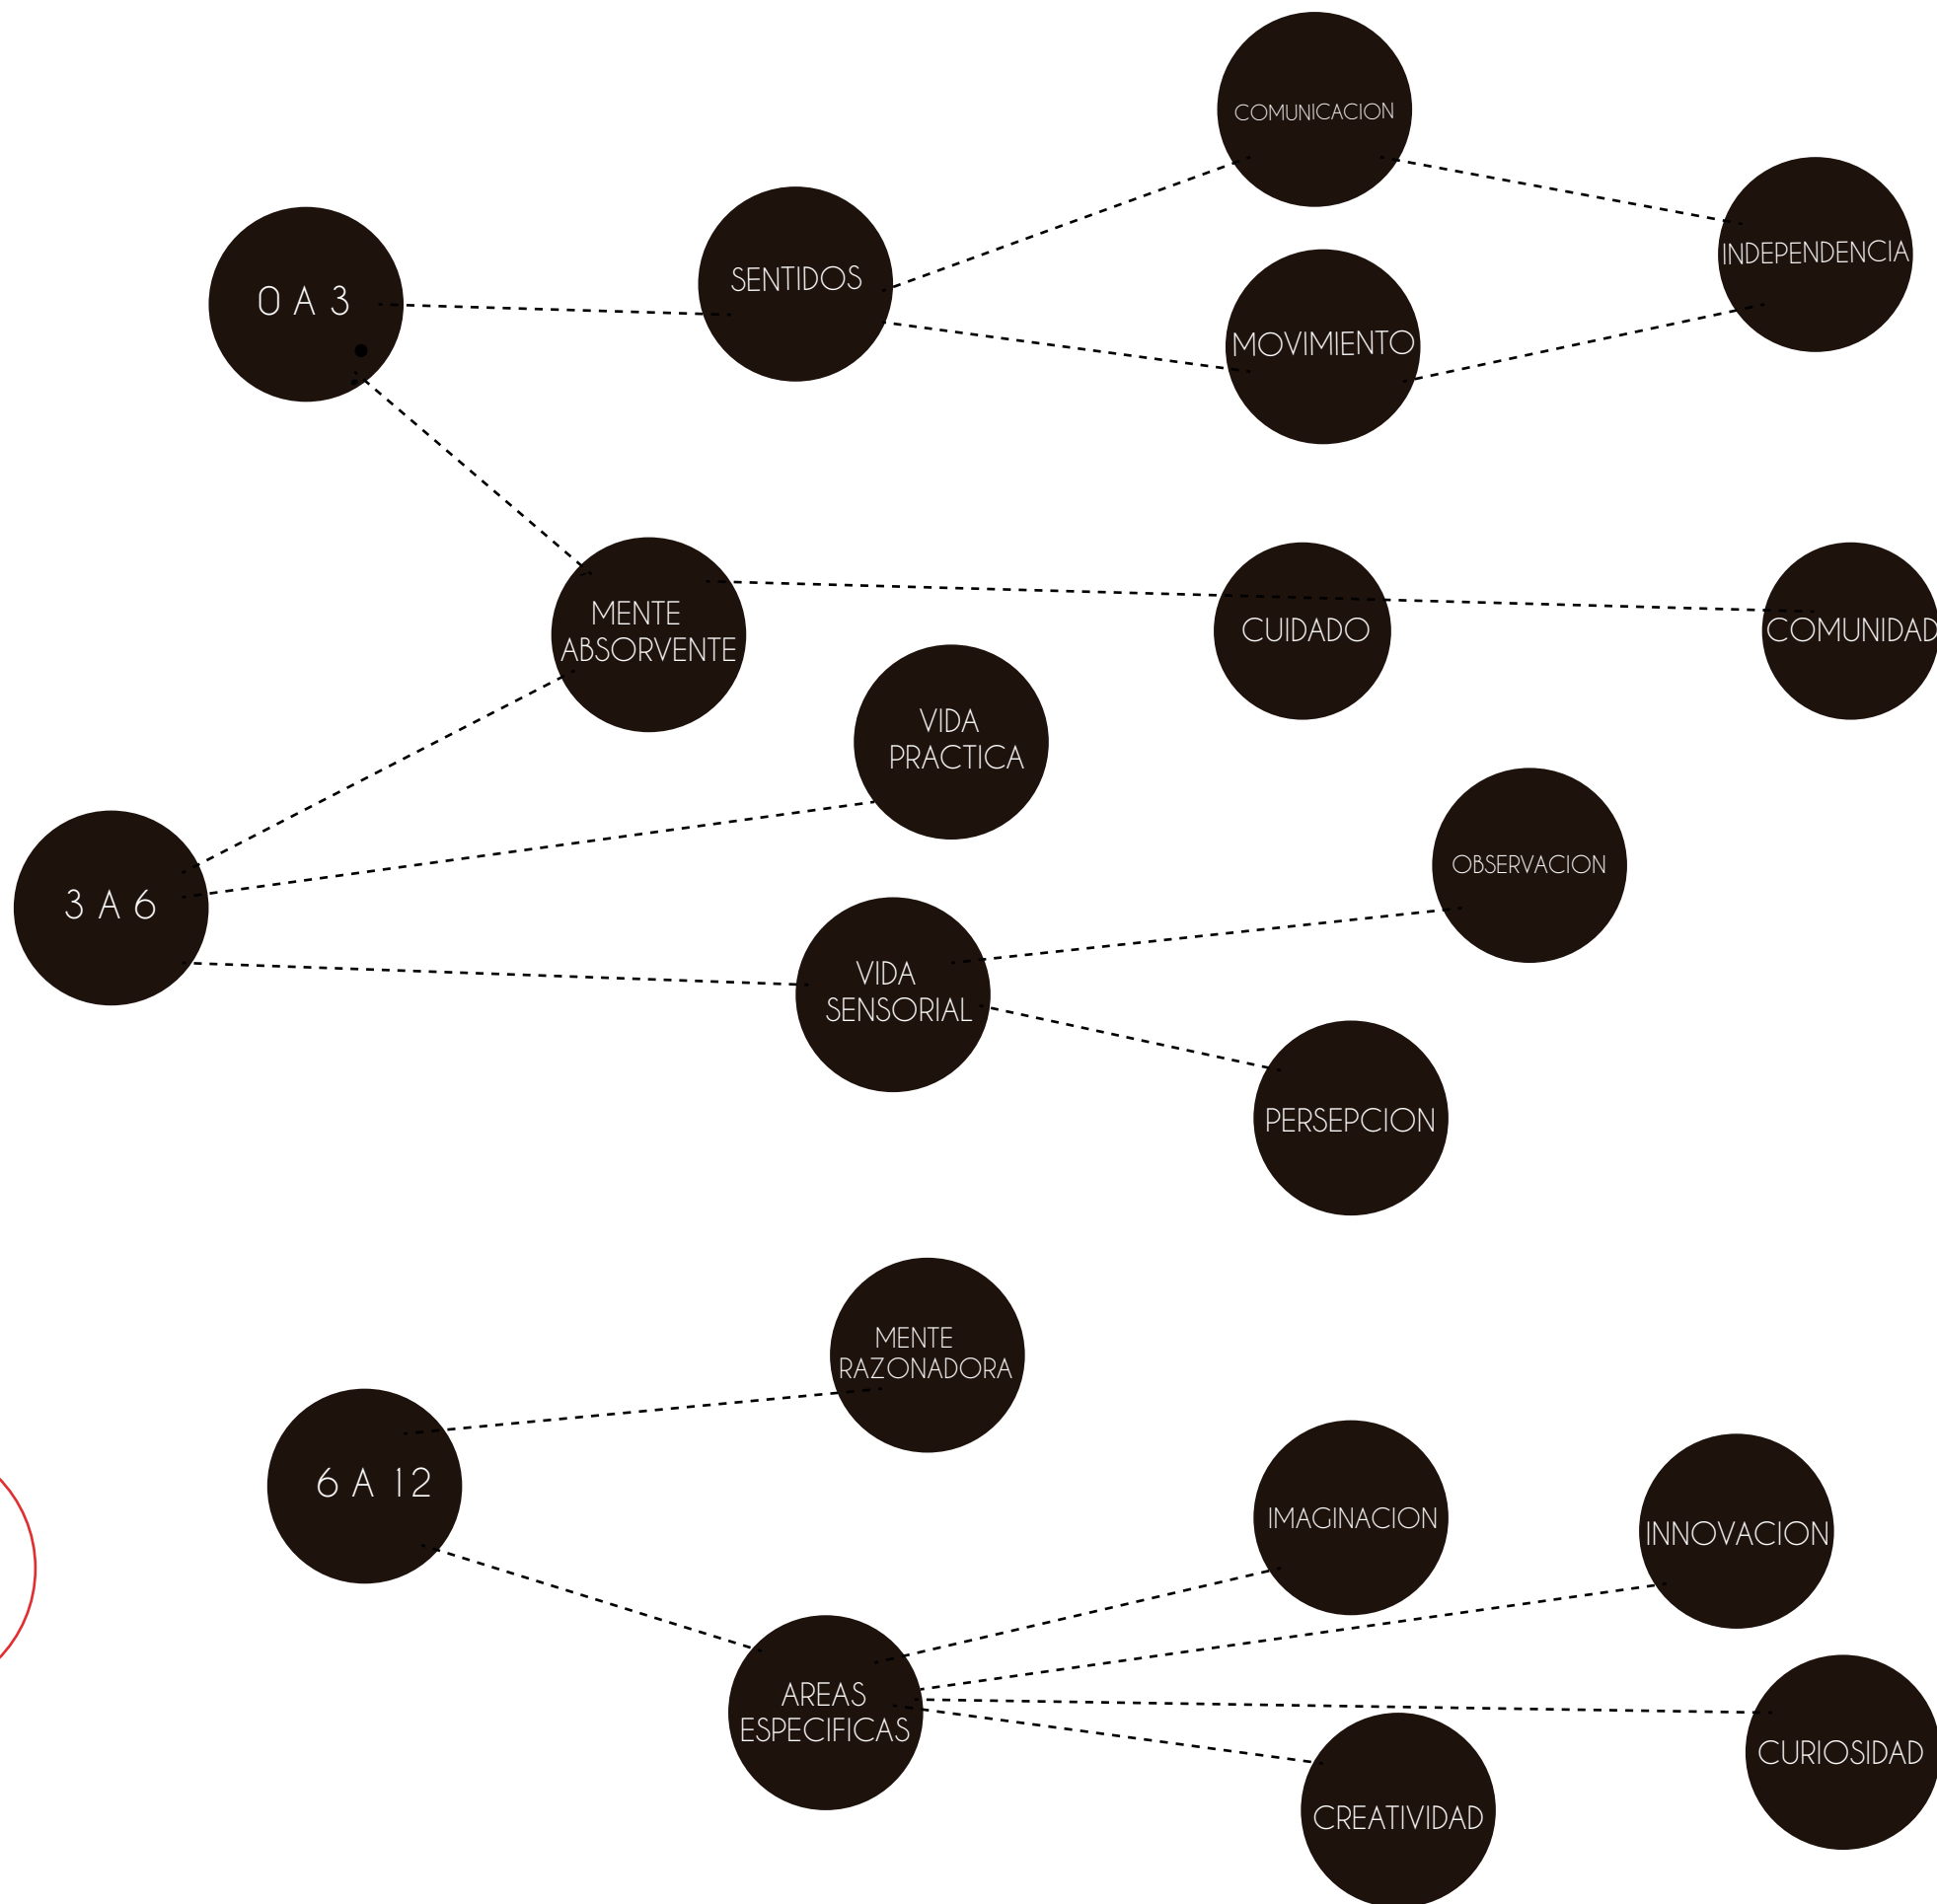 COMUNICACION
INDEPENDENCIA
0 A 3
SENTIDOS
MOVIMIENTO
MENTE
ABSORVENTE
CUIDADO
COMUNIDAD
VIDA
PRACTICA
3 A 6
OBSERVACION
VIDA
SENSORIAL
PERSEPCION
MENTE
RAZONADORA
6 A 12
IMAGINACION
INNOVACION
AREAS
ESPECIFICAS
CURIOSIDAD
CREATIVIDAD